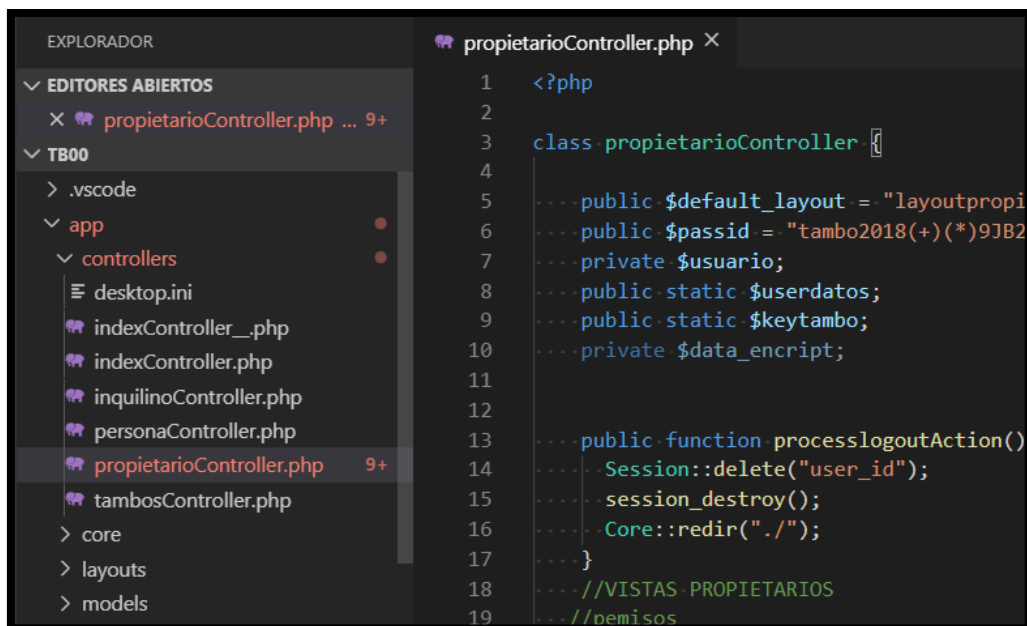 EXPLORADOR
EDITORES ABIERTOS
propietarioController.php ... 9+
TB00
.vscode
app
controllers
desktop.ini
indexController__.php
indexController.php
inquilinoController.php
personaController.php
propietarioController.php 9+
tambosController.php
core
layouts
models
propietarioController.php
1 <?php
2
3 class propietarioController {
4
5 public $default_layout = "layoutpropi
6 public $passid = "tambo2018(+)(*)9JB2
7 private $usuario;
8 public static $userdatos;
9 public static $keytambo;
10 private $data_encript;
11
12
13 public function processlogoutAction()
14 Session::delete("user_id");
15 session_destroy();
16 Core::redir("./");
17 }
18 //VISTAS PROPIETARIOS
19 //pemisos